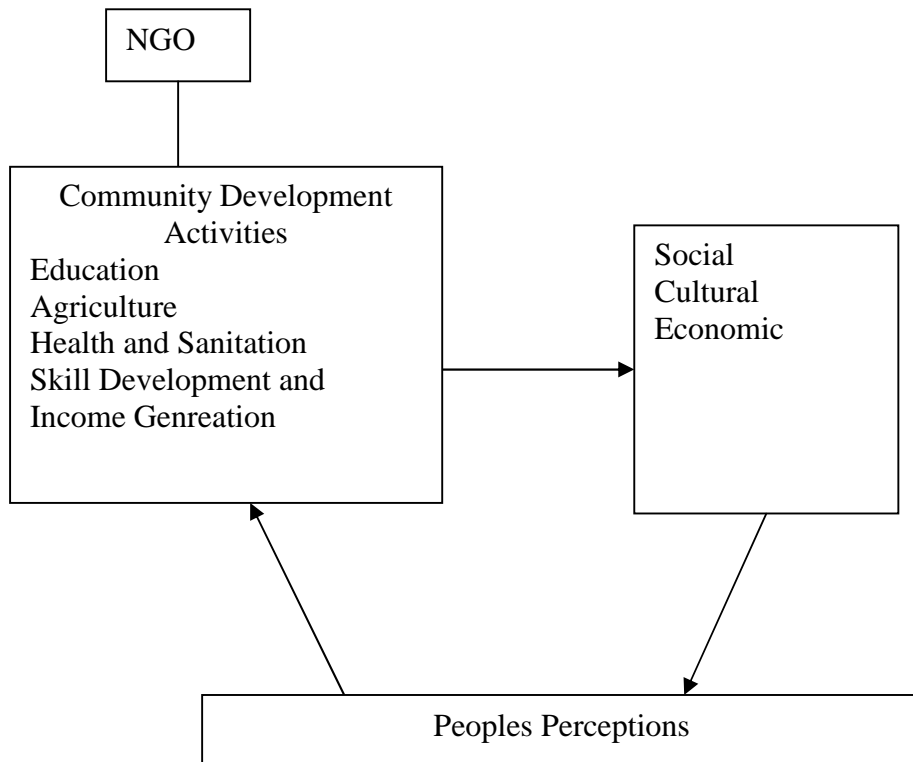 NGO
Community Development
Activities
Education
Agriculture
Health and Sanitation
Skill Development and
Income Genreation
Social
Cultural
Economic
Peoples Perceptions